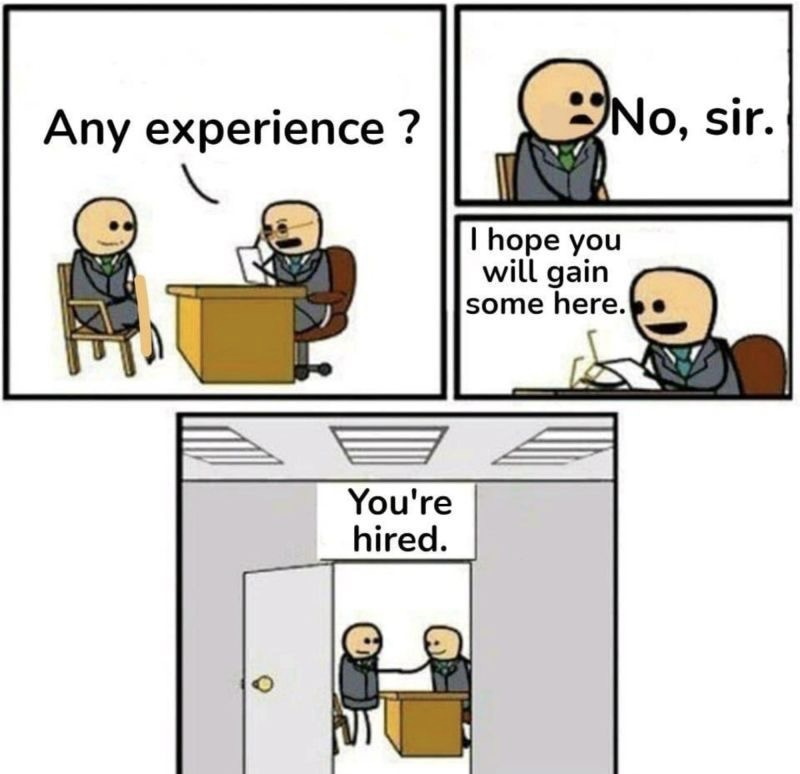 Any experience ?
No, sir.
I hope you
will gain
some here.
You're
hired.